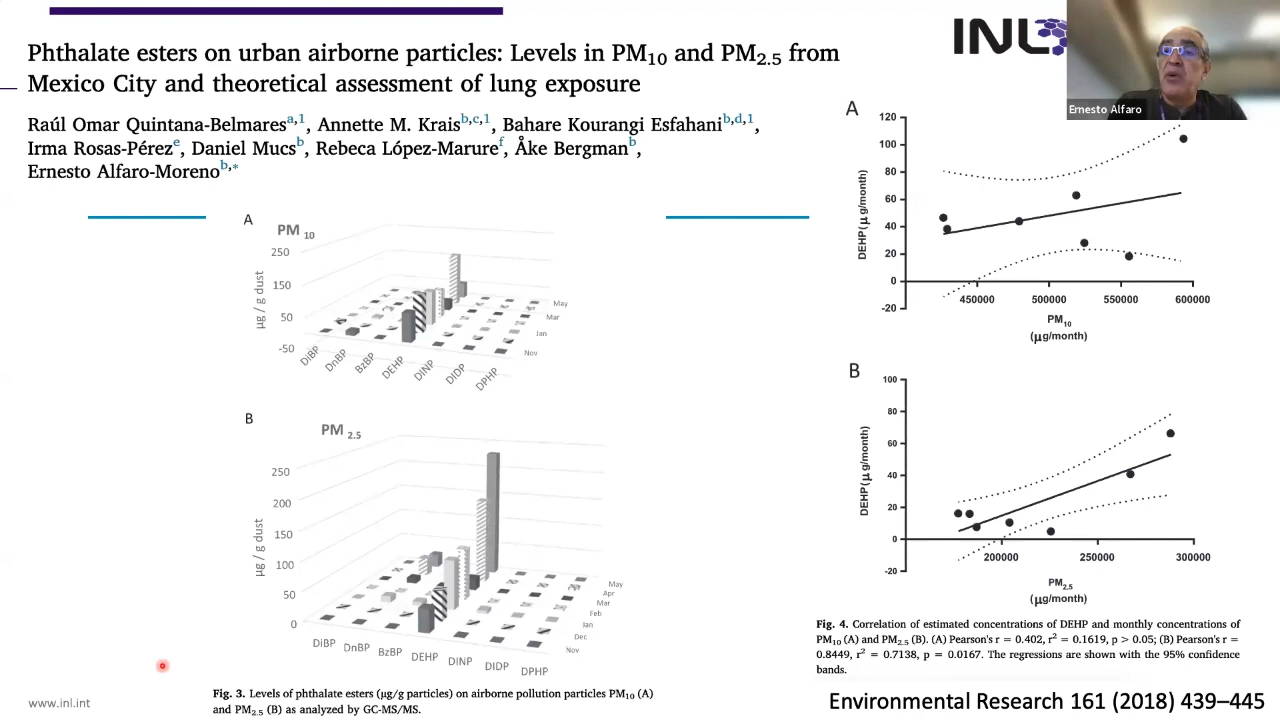 Phthalate esters on urban airborne particles: Levels in PM10 and PM2.5 from
Mexico City and theoretical assessment of lung exposure
Raúl Omar Quintana-Belmares a,1, Annette M. Krais b,c,1, Bahare Kourangi Esfahani b,d,1,
Irma Rosas-Pérez e, Daniel Mucs b, Rebeca López-Marure f, Åke Bergman b,
Ernesto Alfaro-Moreno b,*
INL
Ernesto Alfaro
A
PM 10
250
150
50
-50
µg / g dust
DiBP
DnBP
BzBP
DEHP
DiNP
DIDP
DPHP
May
Mar
Jan
Nov
B
PM 2.5
250
200
150
100
50
0
µg / g dust
DiBP
DnBP
BzBP
DEHP
DINP
DIDP
DPHP
May
Apr
Mar
Feb
Jan
Dec
Nov
Fig. 3. Levels of phthalate esters (µg/g particles) on airborne pollution particles PM10 (A)
and PM2.5 (B) as analyzed by GC-MS/MS.
A
120
100
80
60
40
20
0
-20
DEHP (µg/month)
450000
500000
550000
600000
PM10
(µg/month)
B
100
80
60
40
20
0
-20
DEHP (µg/month)
200000
250000
300000
PM2.5
(µg/month)
Fig. 4. Correlation of estimated concentrations of DEHP and monthly concentrations of
PM10 (A) and PM2.5 (B). (A) Pearson's r = 0.402, r2 = 0.1619, p > 0.05; (B) Pearson's r =
0.8449, r2 = 0.7138, p = 0.0167. The regressions are shown with the 95% confidence
bands.
www.inl.int
Environmental Research 161 (2018) 439–445